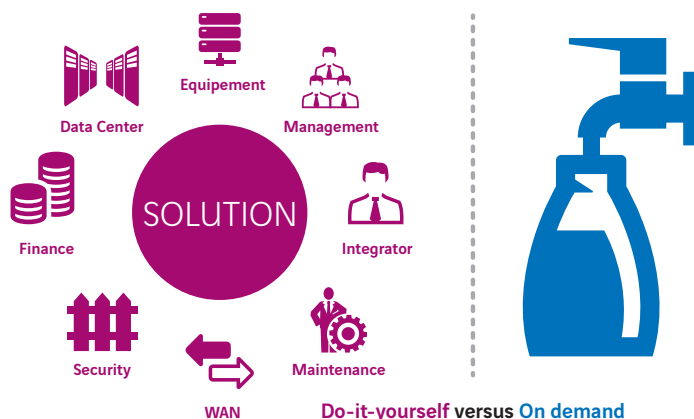 Equipement
Data Center
Management
SOLUTION
Finance
Integrator
Security
Maintenance
WAN
Do-it-yourself versus On demand